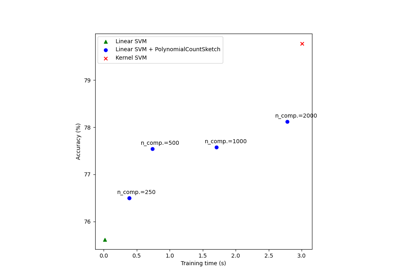 Linear SVM
Linear SVM + PolynomialCountSketch
Kernel SVM
79
78
77
76
Accuracy (%)
n_comp.=2000
n_comp.=500
n_comp.=1000
n_comp.=250
0.0 0.5 1.0 1.5 2.0 2.5 3.0
Training time (s)